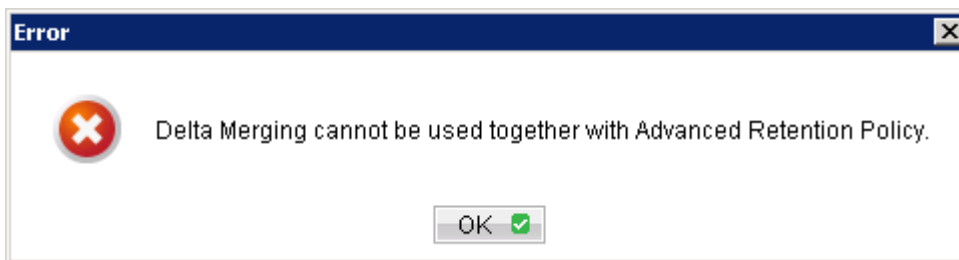 Error
Delta Merging cannot be used together with Advanced Retention Policy.
OK